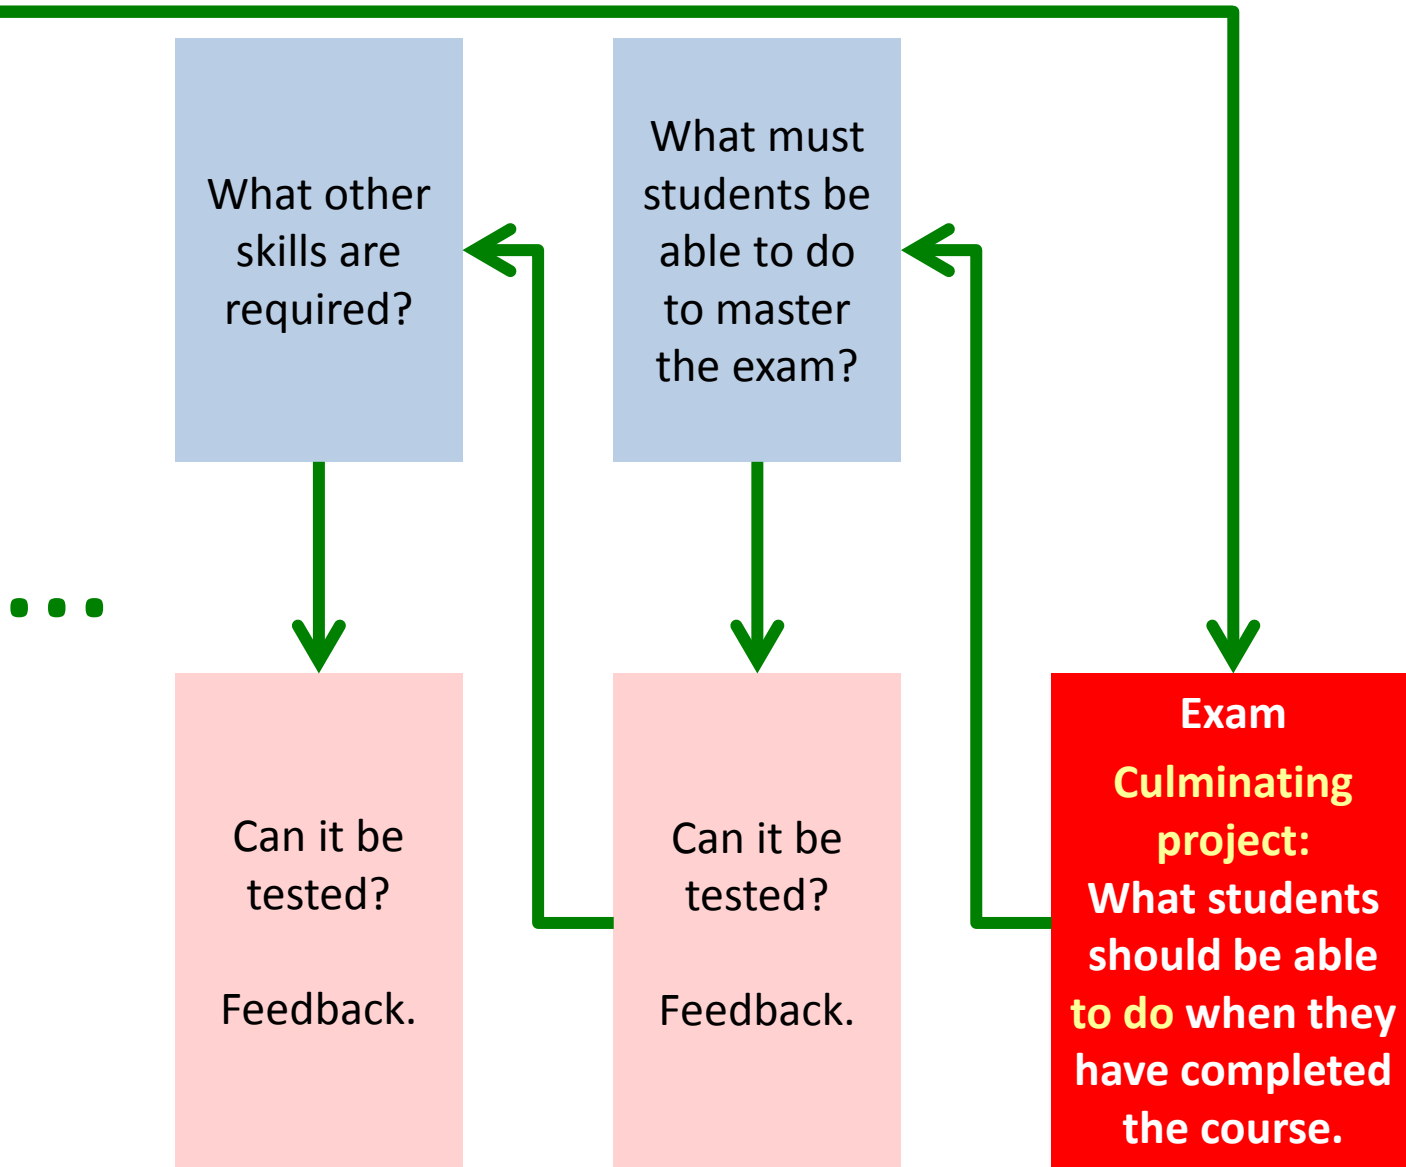 What other
skills are
required?
What must
students be
able to do
to master
the exam?
...
Can it be
tested?
Feedback.
Can it be
tested?
Feedback.
Exam
Culminating
project:
What students
should be able
to do when they
have completed
the course.